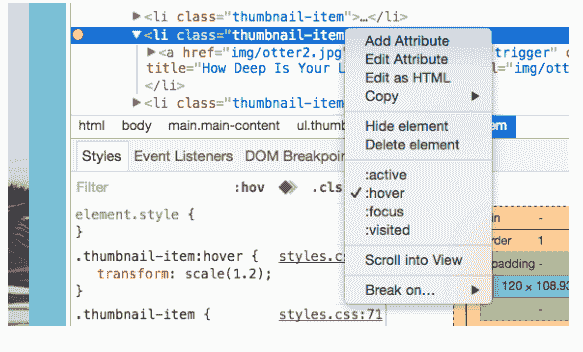 ▶<li class="thumbnail-item">…</li>
▼<li class="thumbnail-item
▶<a href="img/otter2.jpg" trigger"
title="How Deep Is Your L l="img/ott
</li>
▶<li class="thumbnail-item
html body main.main-content ul.thumb em
Styles Event Listeners DOM Breakpoin
Filter :hov .cls
element.style {
}
.thumbnail-item:hover { styles.cs
transform: scale(1.2);
}
.thumbnail-item { styles.css:71
Add Attribute
Edit Attribute
Edit as HTML
Copy ▶
Hide element
Delete element
:active
✓ :hover
:focus
:visited
Scroll into View
Break on... ▶
in -
rder 1
padding -
120 × 108.93